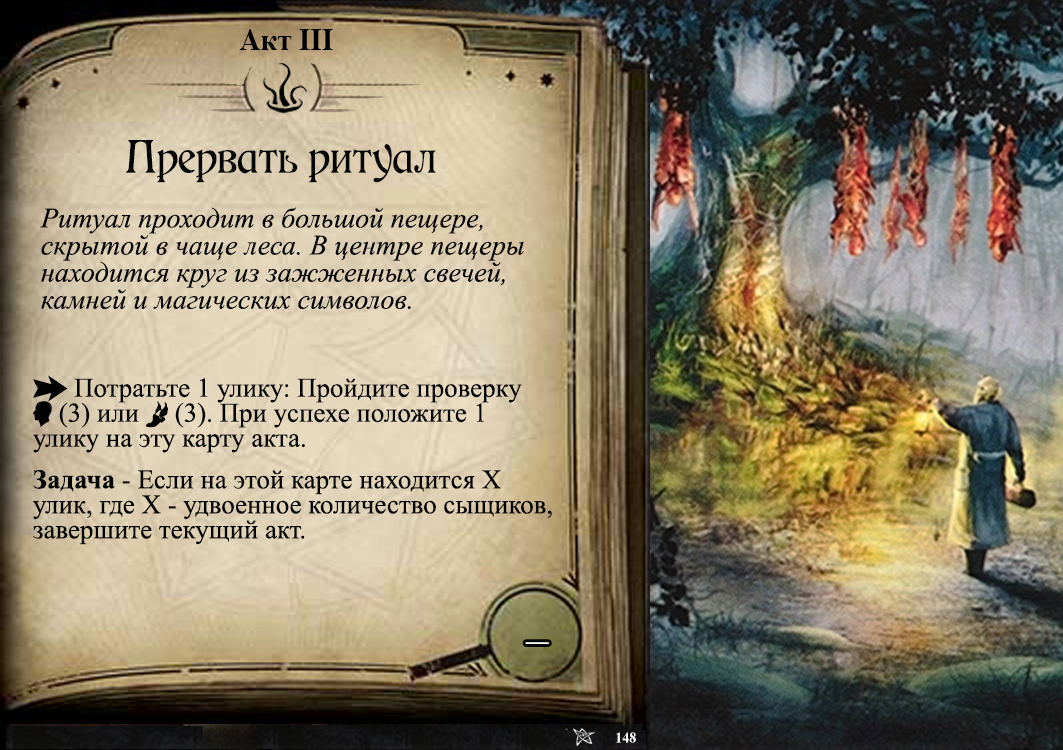 Акт III
Прервать ритуал
Ритуал проходит в большой пещере,
скрытой в чаще леса. В центре пещеры
находится круг из зажженных свечей,
камней и магических символов.
Потратьте 1 улику: Пройдите проверку
(3) или (3). При успехе положите 1
улику на эту карту акта.
Задача - Если на этой карте находится X
улик, где X - удвоенное количество сыщиков,
завершите текущий акт.
–
148